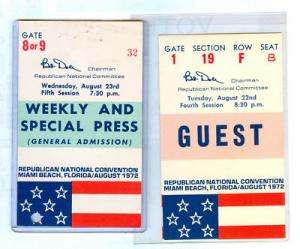 GATE
8 or 9
32
Bob Dole Chairman
Republican National Committee
Wednesday, August 23rd
Fifth Session 7:30 p.m.
WEEKLY AND
SPECIAL PRESS
(GENERAL ADMISSION)
REPUBLICAN NATIONAL CONVENTION
MIAMI BEACH, FLORIDA/AUGUST 1972
GATE SECTION ROW SEAT
1 19 F 8
Bob Dole Chairman
Republican National Committee
Tuesday, August 22nd
Fourth Session 8:30 p.m.
GUEST
REPUBLICAN NATIONAL CONVENTION
MIAMI BEACH, FLORIDA/AUGUST 1972